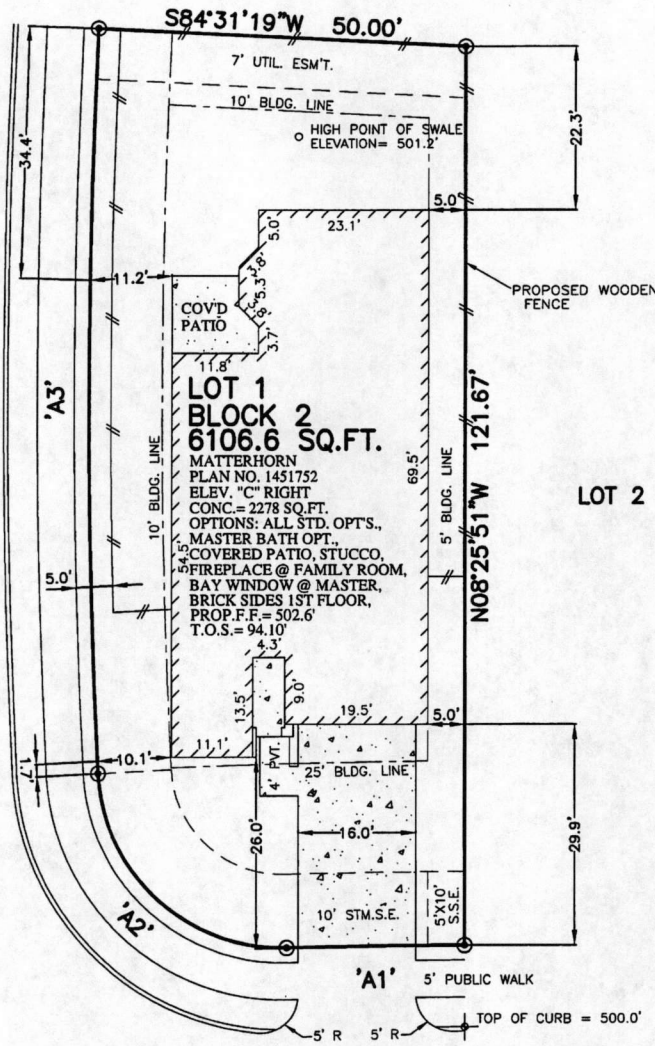 S84°31'19"W 50.00'
7' UTIL. ESM'T.
10' BLDG. LINE
HIGH POINT OF SWALE
ELEVATION= 501.2'
34.4'
22.3'
5.0'
23.1'
5.0'
3.8'
5.3'
3.8'
3.7'
11.2'
COV'D
PATIO
11.8'
PROPOSED WOODEN
FENCE
'A3'
LOT 1
BLOCK 2
6106.6 SQ.FT.
MATTERHORN
PLAN NO. 1451752
ELEV. "C" RIGHT
CONC.= 2278 SQ.FT.
OPTIONS: ALL STD. OPT'S.,
MASTER BATH OPT.,
COVERED PATIO, STUCCO,
FIREPLACE @ FAMILY ROOM,
BAY WINDOW @ MASTER,
BRICK SIDES 1ST FLOOR,
PROP.F.F.= 502.6'
T.O.S.= 94.10'
10' BLDG. LINE
54.5'
69.5'
5' BLDG. LINE
N08°25'51"W 121.67'
LOT 2
5.0'
4.3'
13.5'
9.0'
19.5'
5.0'
11.1'
10.1'
1.7'
4' PVT.
25' BLDG. LINE
26.0'
16.0'
29.9'
10' STM.S.E.
5'X10'
S.S.E.
'A2'
'A1'
5' PUBLIC WALK
5' R
5' R
TOP OF CURB = 500.0'